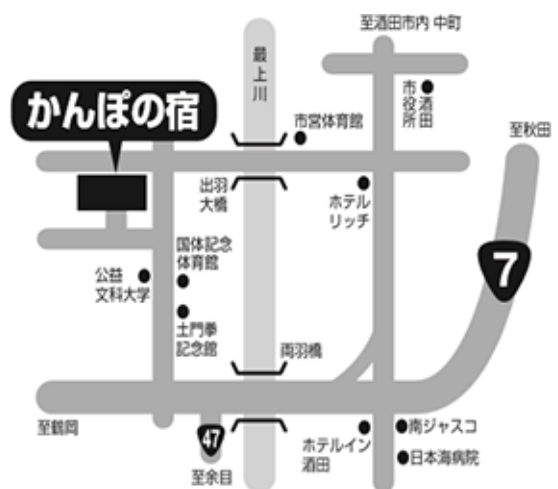 至酒田市内 中町
最上川
かんぽの宿
市役所
酒田
市営体育館
至秋田
出羽
大橋
ホテル
リッチ
国体記念
体育館
7
公益
文科大学
土門拳
記念館
両羽橋
至鶴岡
47
ホテルイン
酒田
南ジャスコ
日本海病院
至余目